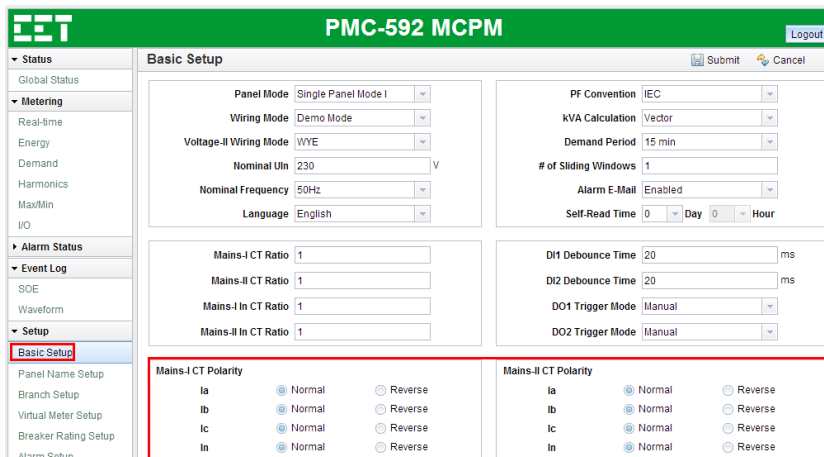 CET PMC-592 MCPM Logout
Status
Global Status
Metering
Real-time
Energy
Demand
Harmonics
Max/Min
I/O
Alarm Status
Event Log
SOE
Waveform
Setup
Basic Setup
Panel Name Setup
Branch Setup
Virtual Meter Setup
Breaker Rating Setup
Alarm Setup
Basic Setup Submit Cancel
Panel Mode Single Panel Mode I
Wiring Mode Demo Mode
Voltage-II Wiring Mode WYE
Nominal Uln 230 V
Nominal Frequency 50Hz
Language English
PF Convention IEC
kVA Calculation Vector
Demand Period 15 min
# of Sliding Windows 1
Alarm E-Mail Enabled
Self-Read Time 0 Day 0 Hour
Mains-I CT Ratio 1
Mains-II CT Ratio 1
Mains-I In CT Ratio 1
Mains-II In CT Ratio 1
DI1 Debounce Time 20 ms
DI2 Debounce Time 20 ms
DO1 Trigger Mode Manual
DO2 Trigger Mode Manual
Mains-I CT Polarity
Ia Normal Reverse
Ib Normal Reverse
Ic Normal Reverse
In Normal Reverse
Mains-II CT Polarity
Ia Normal Reverse
Ib Normal Reverse
Ic Normal Reverse
In Normal Reverse